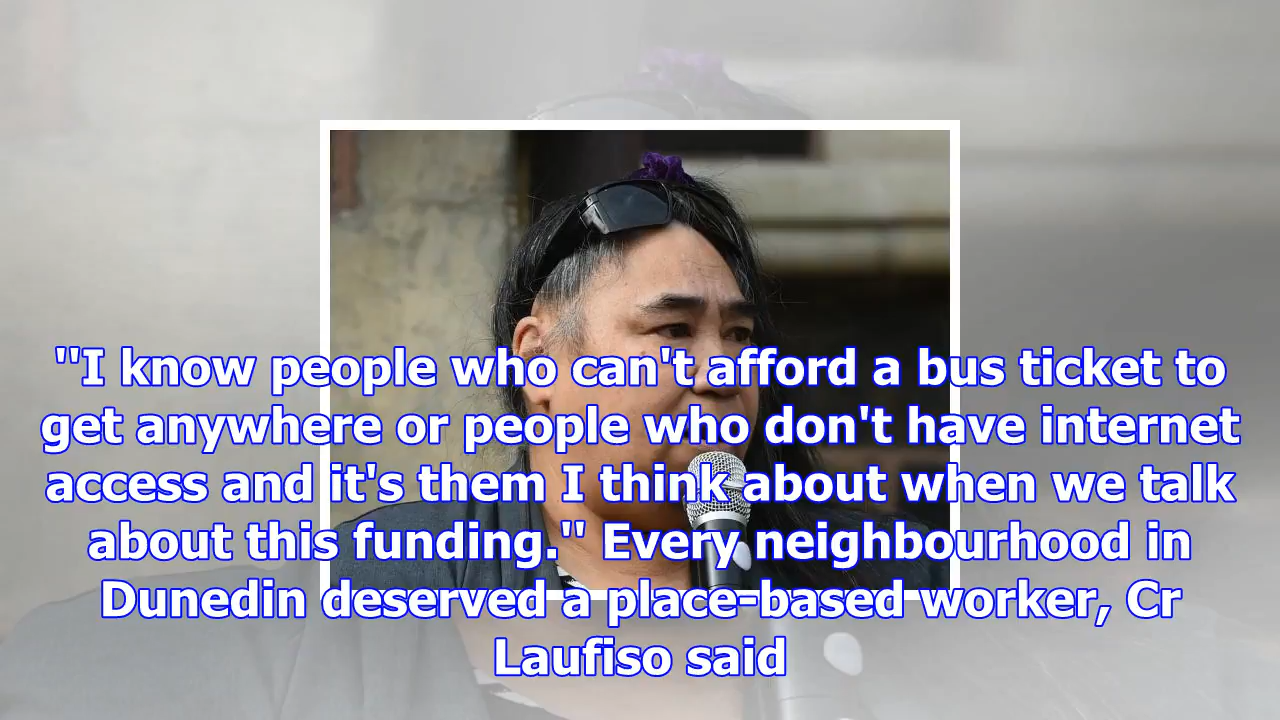 "I know people who can't afford a bus ticket to
get anywhere or people who don't have internet
access and it's them I think about when we talk
about this funding." Every neighbourhood in
Dunedin deserved a place-based worker, Cr
Laufiso said